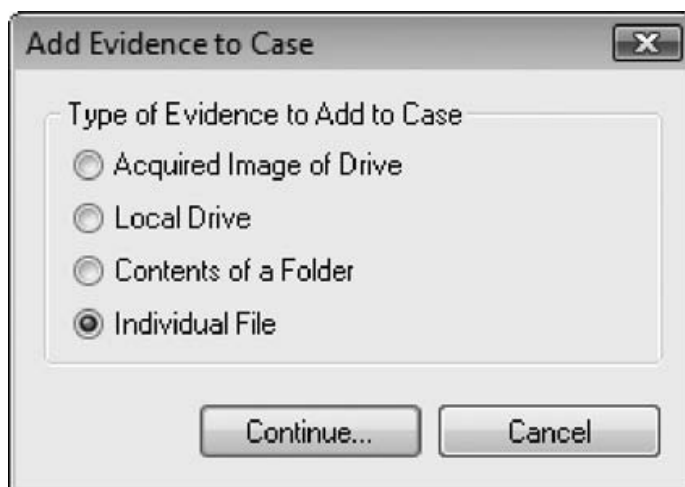 Add Evidence to Case
Type of Evidence to Add to Case
Acquired Image of Drive
Local Drive
Contents of a Folder
Individual File
Continue...
Cancel